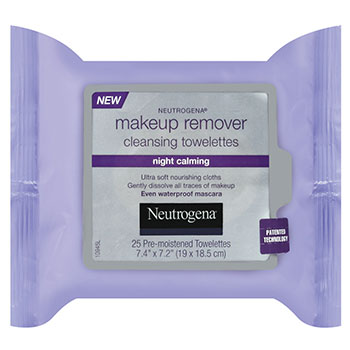 NEW
NEUTROGENA®
makeup remover
cleansing towelettes
night calming
Ultra soft nourishing cloths
Gently dissolve all traces of makeup
Even waterproof mascara
Neutrogena®
25 Pre-moistened Towelettes
7.4" x 7.2" (19 x 18.5 cm)
PATENTED
TECHNOLOGY